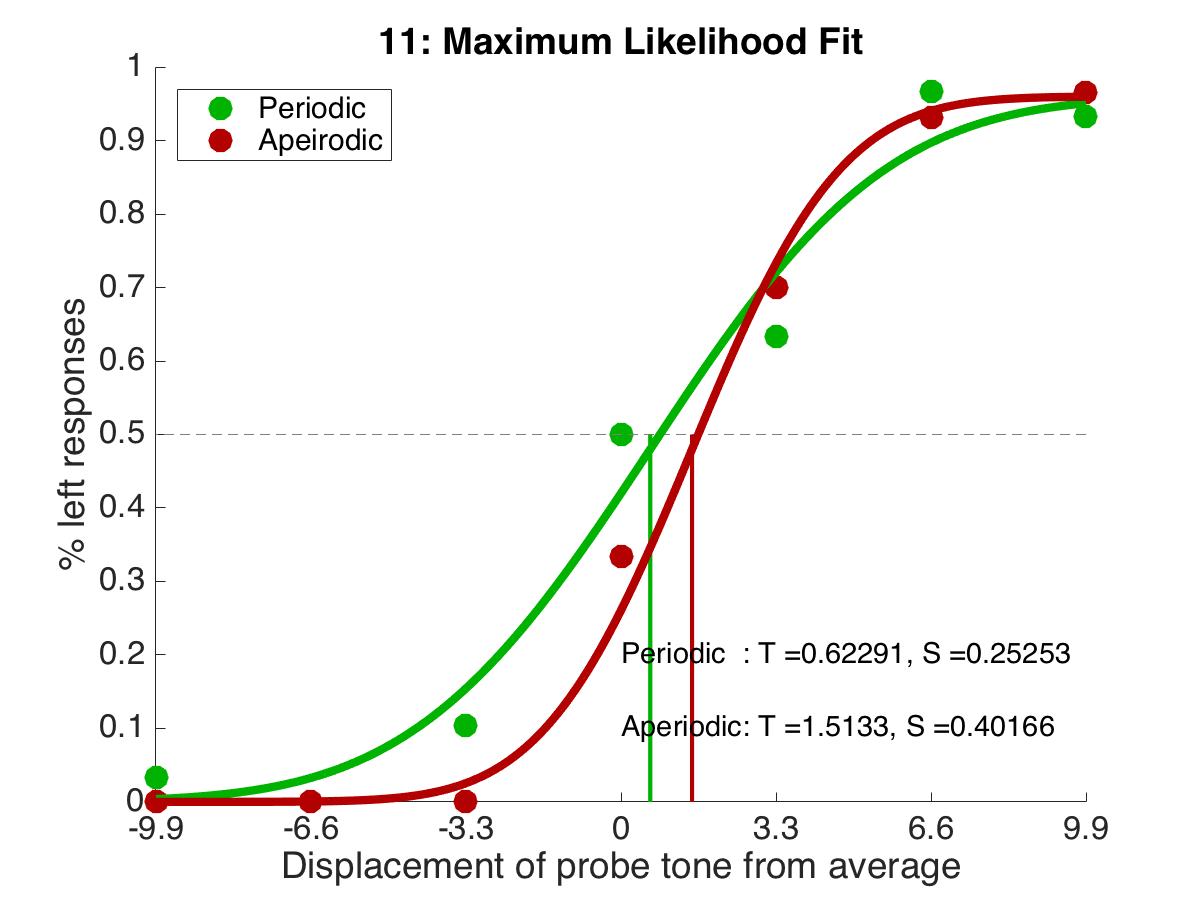 11: Maximum Likelihood Fit
Periodic
Apeirodic
1
0.9
0.8
0.7
0.6
0.5
0.4
0.3
0.2
0.1
0
% left responses
Periodic : T =0.62291, S =0.25253
Aperiodic: T =1.5133, S =0.40166
-9.9 -6.6 -3.3 0 3.3 6.6 9.9
Displacement of probe tone from average